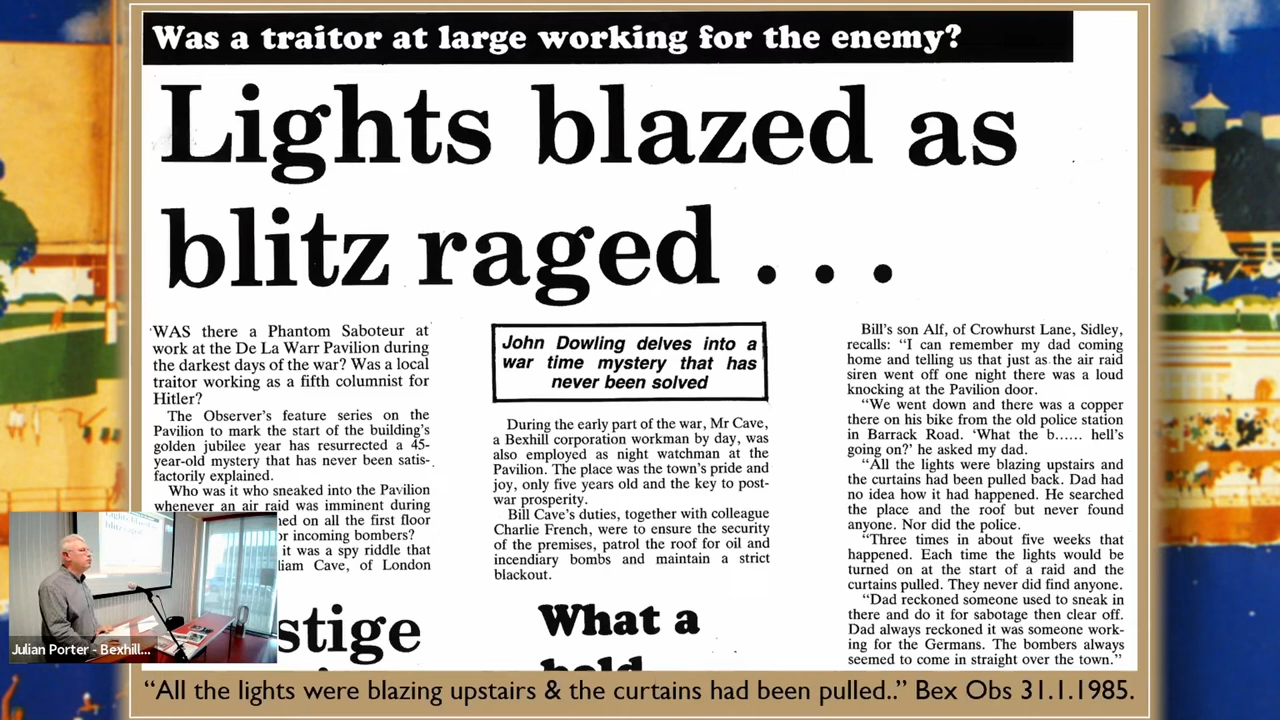 Was a traitor at large working for the enemy?
Lights blazed as
blitz raged . . .
WAS there a Phantom Saboteur at
work at the De La Warr Pavilion during
the darkest days of the war? Was a local
traitor working as a fifth columnist for
Hitler?
The Observer's feature series on the
Pavilion to mark the start of the building's
golden jubilee year has resurrected a 45-
year-old mystery that has never been satis-
factorily explained.
Who was it who sneaked into the Pavilion
whenever an air raid was imminent during
on all the first floor
incoming bombers?
it was a spy riddle that
Cave, of London
stige
John Dowling delves into a
war time mystery that has
never been solved
During the early part of the war, Mr Cave,
a Bexhill corporation workman by day, was
also employed as night watchman at the
Pavilion. The place was the town's pride and
joy, only five years old and the key to post-
war prosperity.
Bill Cave's duties, together with colleague
Charlie French, were to ensure the security
of the premises, patrol the roof for oil and
incendiary bombs and maintain a strict
blackout.
What a
Bill's son Alf, of Crowhurst Lane, Sidley,
recalls: "I can remember my dad coming
home and telling us that just as the air raid
siren went off one night there was a loud
knocking at the Pavilion door.
"We went down and there was a copper
there on his bike from the old police station
in Barrack Road. 'What the b...... hell's
going on?' he asked my dad.
"All the lights were blazing upstairs and
the curtains had been pulled back. Dad had
no idea how it had happened. He searched
the place and the roof but never found
anyone. Nor did the police.
"Three times in about five weeks that
happened. Each time the lights would be
turned on at the start of a raid and the
curtains pulled. They never did find anyone.
"Dad reckoned someone used to sneak in
there and do it for sabotage then clear off.
Dad always reckoned it was someone work-
ing for the Germans. The bombers always
seemed to come in straight over the town."
Julian Porter - Bexhill...
"All the lights were blazing upstairs & the curtains had been pulled.." Bex Obs 31.1.1985.